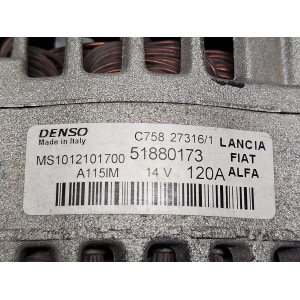 DENSO C758 27316/1 LANCIA
Made in Italy
MS1012101700 51880173 FIAT
A115IM 14 V 120A ALFA